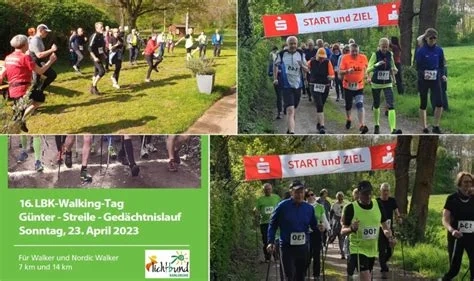 START und ZIEL
START und ZIEL
16. LBK-Walking-Tag
Günter - Streile - Gedächtnislauf
Sonntag, 23. April 2023
Für Walker und Nordic Walker
7 km und 14 km
lichtbund
KARLSRUHE